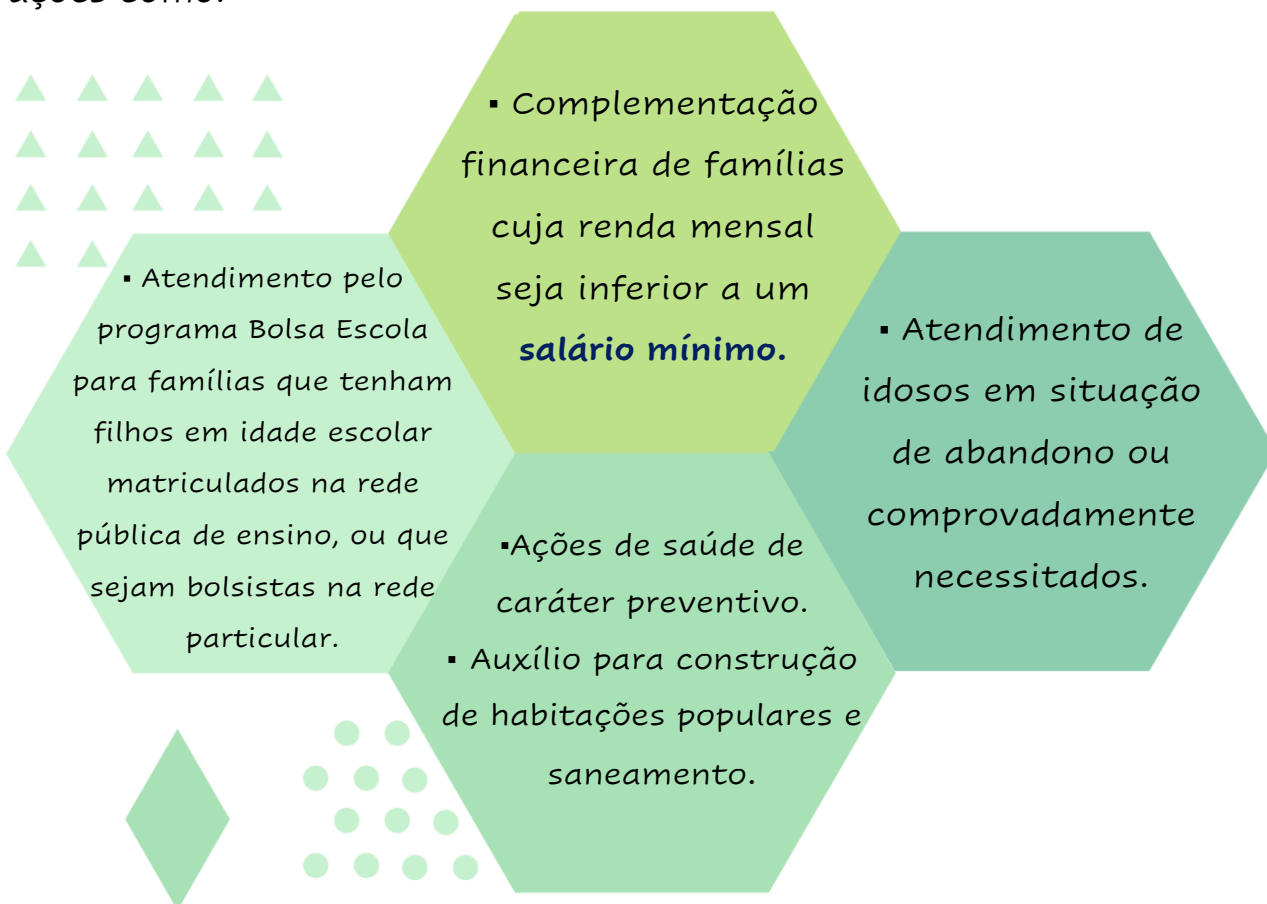 ações como:
▪ Complementação
financeira de famílias
cuja renda mensal
seja inferior a um
salário mínimo.
▪ Atendimento pelo
programa Bolsa Escola
para famílias que tenham
filhos em idade escolar
matriculados na rede
pública de ensino, ou que
sejam bolsistas na rede
particular.
▪ Atendimento de
idosos em situação
de abandono ou
comprovadamente
necessitados.
▪Ações de saúde de
caráter preventivo.
▪ Auxílio para construção
de habitações populares e
saneamento.